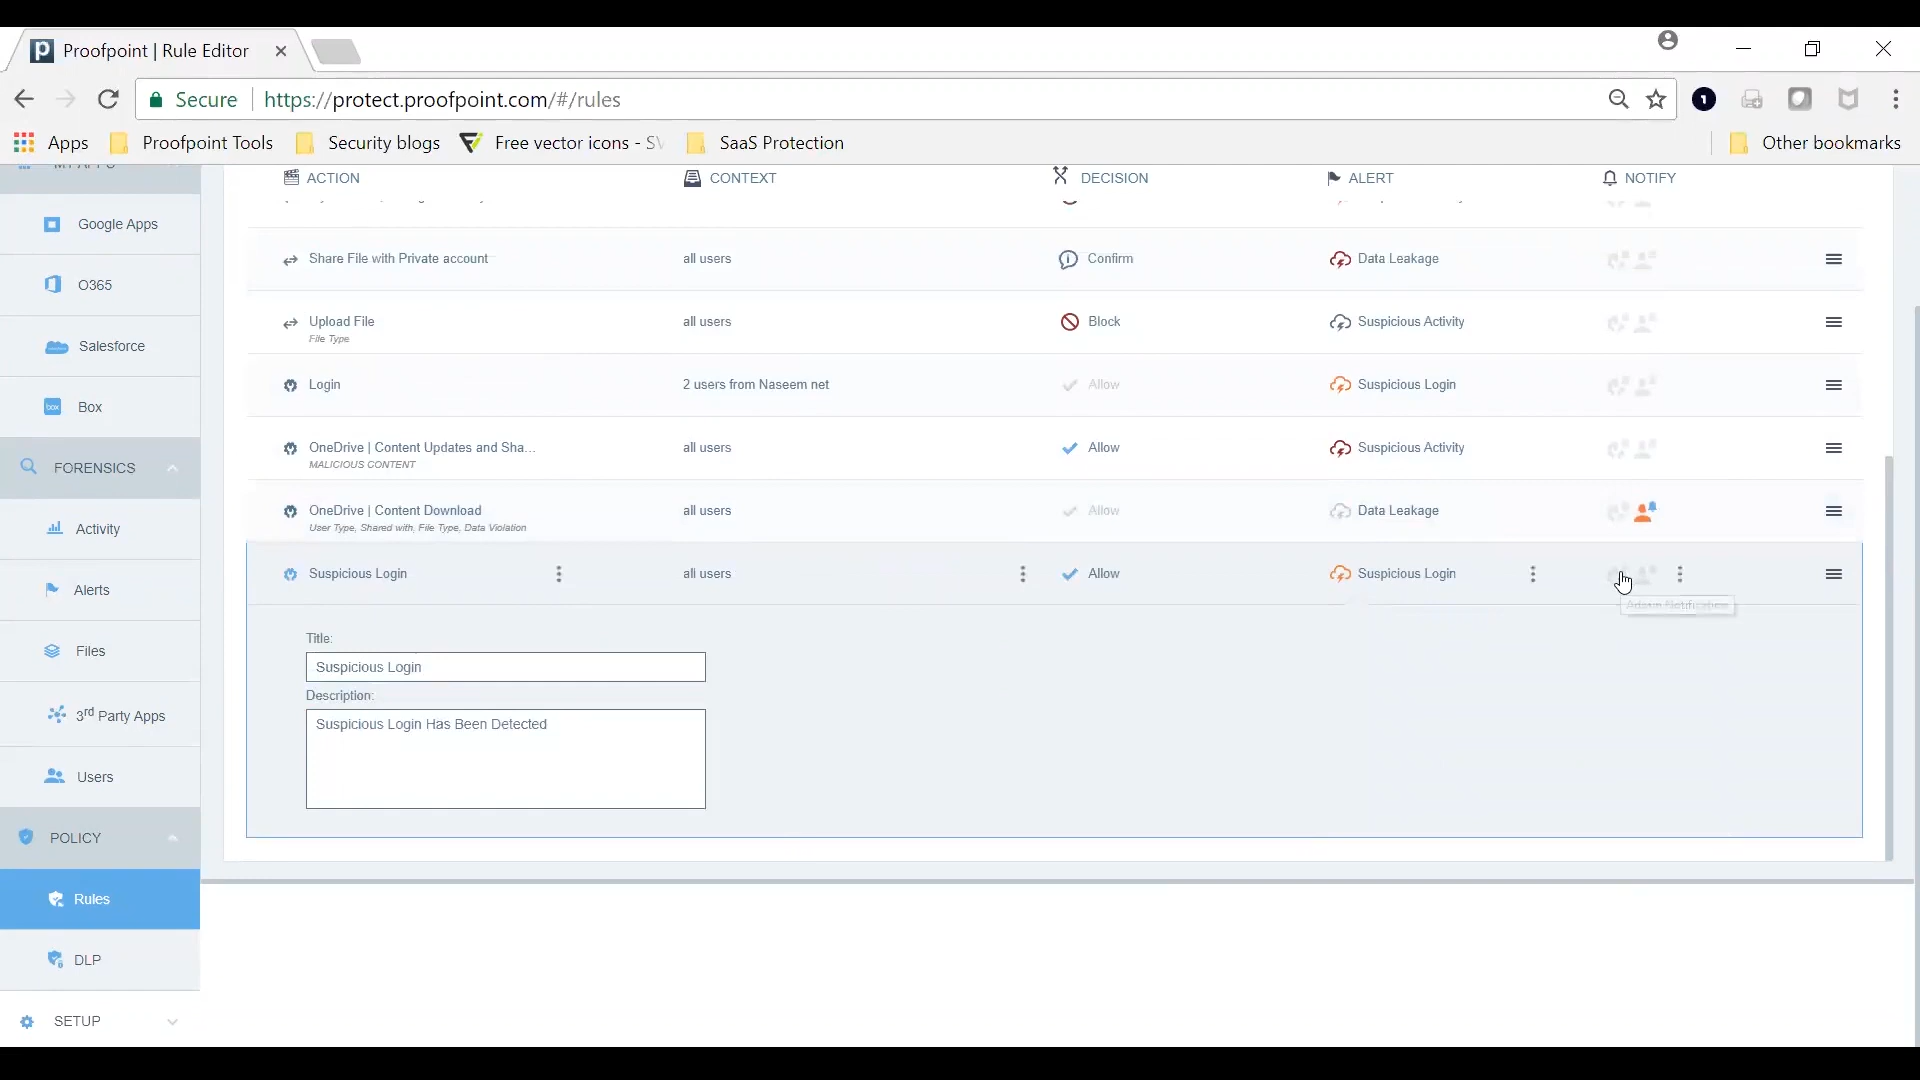 Proofpoint | Rule Editor
Secure https://protect.proofpoint.com/#/rules
Apps Proofpoint Tools Security blogs Free vector icons - SV SaaS Protection Other bookmarks
ACTION CONTEXT DECISION ALERT NOTIFY
Google Apps
Share File with Private account all users Confirm Data Leakage
O365
Upload File all users Block Suspicious Activity
File Type
Salesforce
Login 2 users from Naseem net Allow Suspicious Login
box Box
OneDrive | Content Updates and Sha... all users Allow Suspicious Activity
MALICIOUS CONTENT
FORENSICS
OneDrive | Content Download all users Allow Data Leakage
User Type, Shared with, File Type, Data Violation
Activity
Suspicious Login all users Allow Suspicious Login
Alerts
Admin Notification
Title:
Files
Suspicious Login
Description:
3rd Party Apps
Suspicious Login Has Been Detected
Users
POLICY
Rules
DLP
SETUP